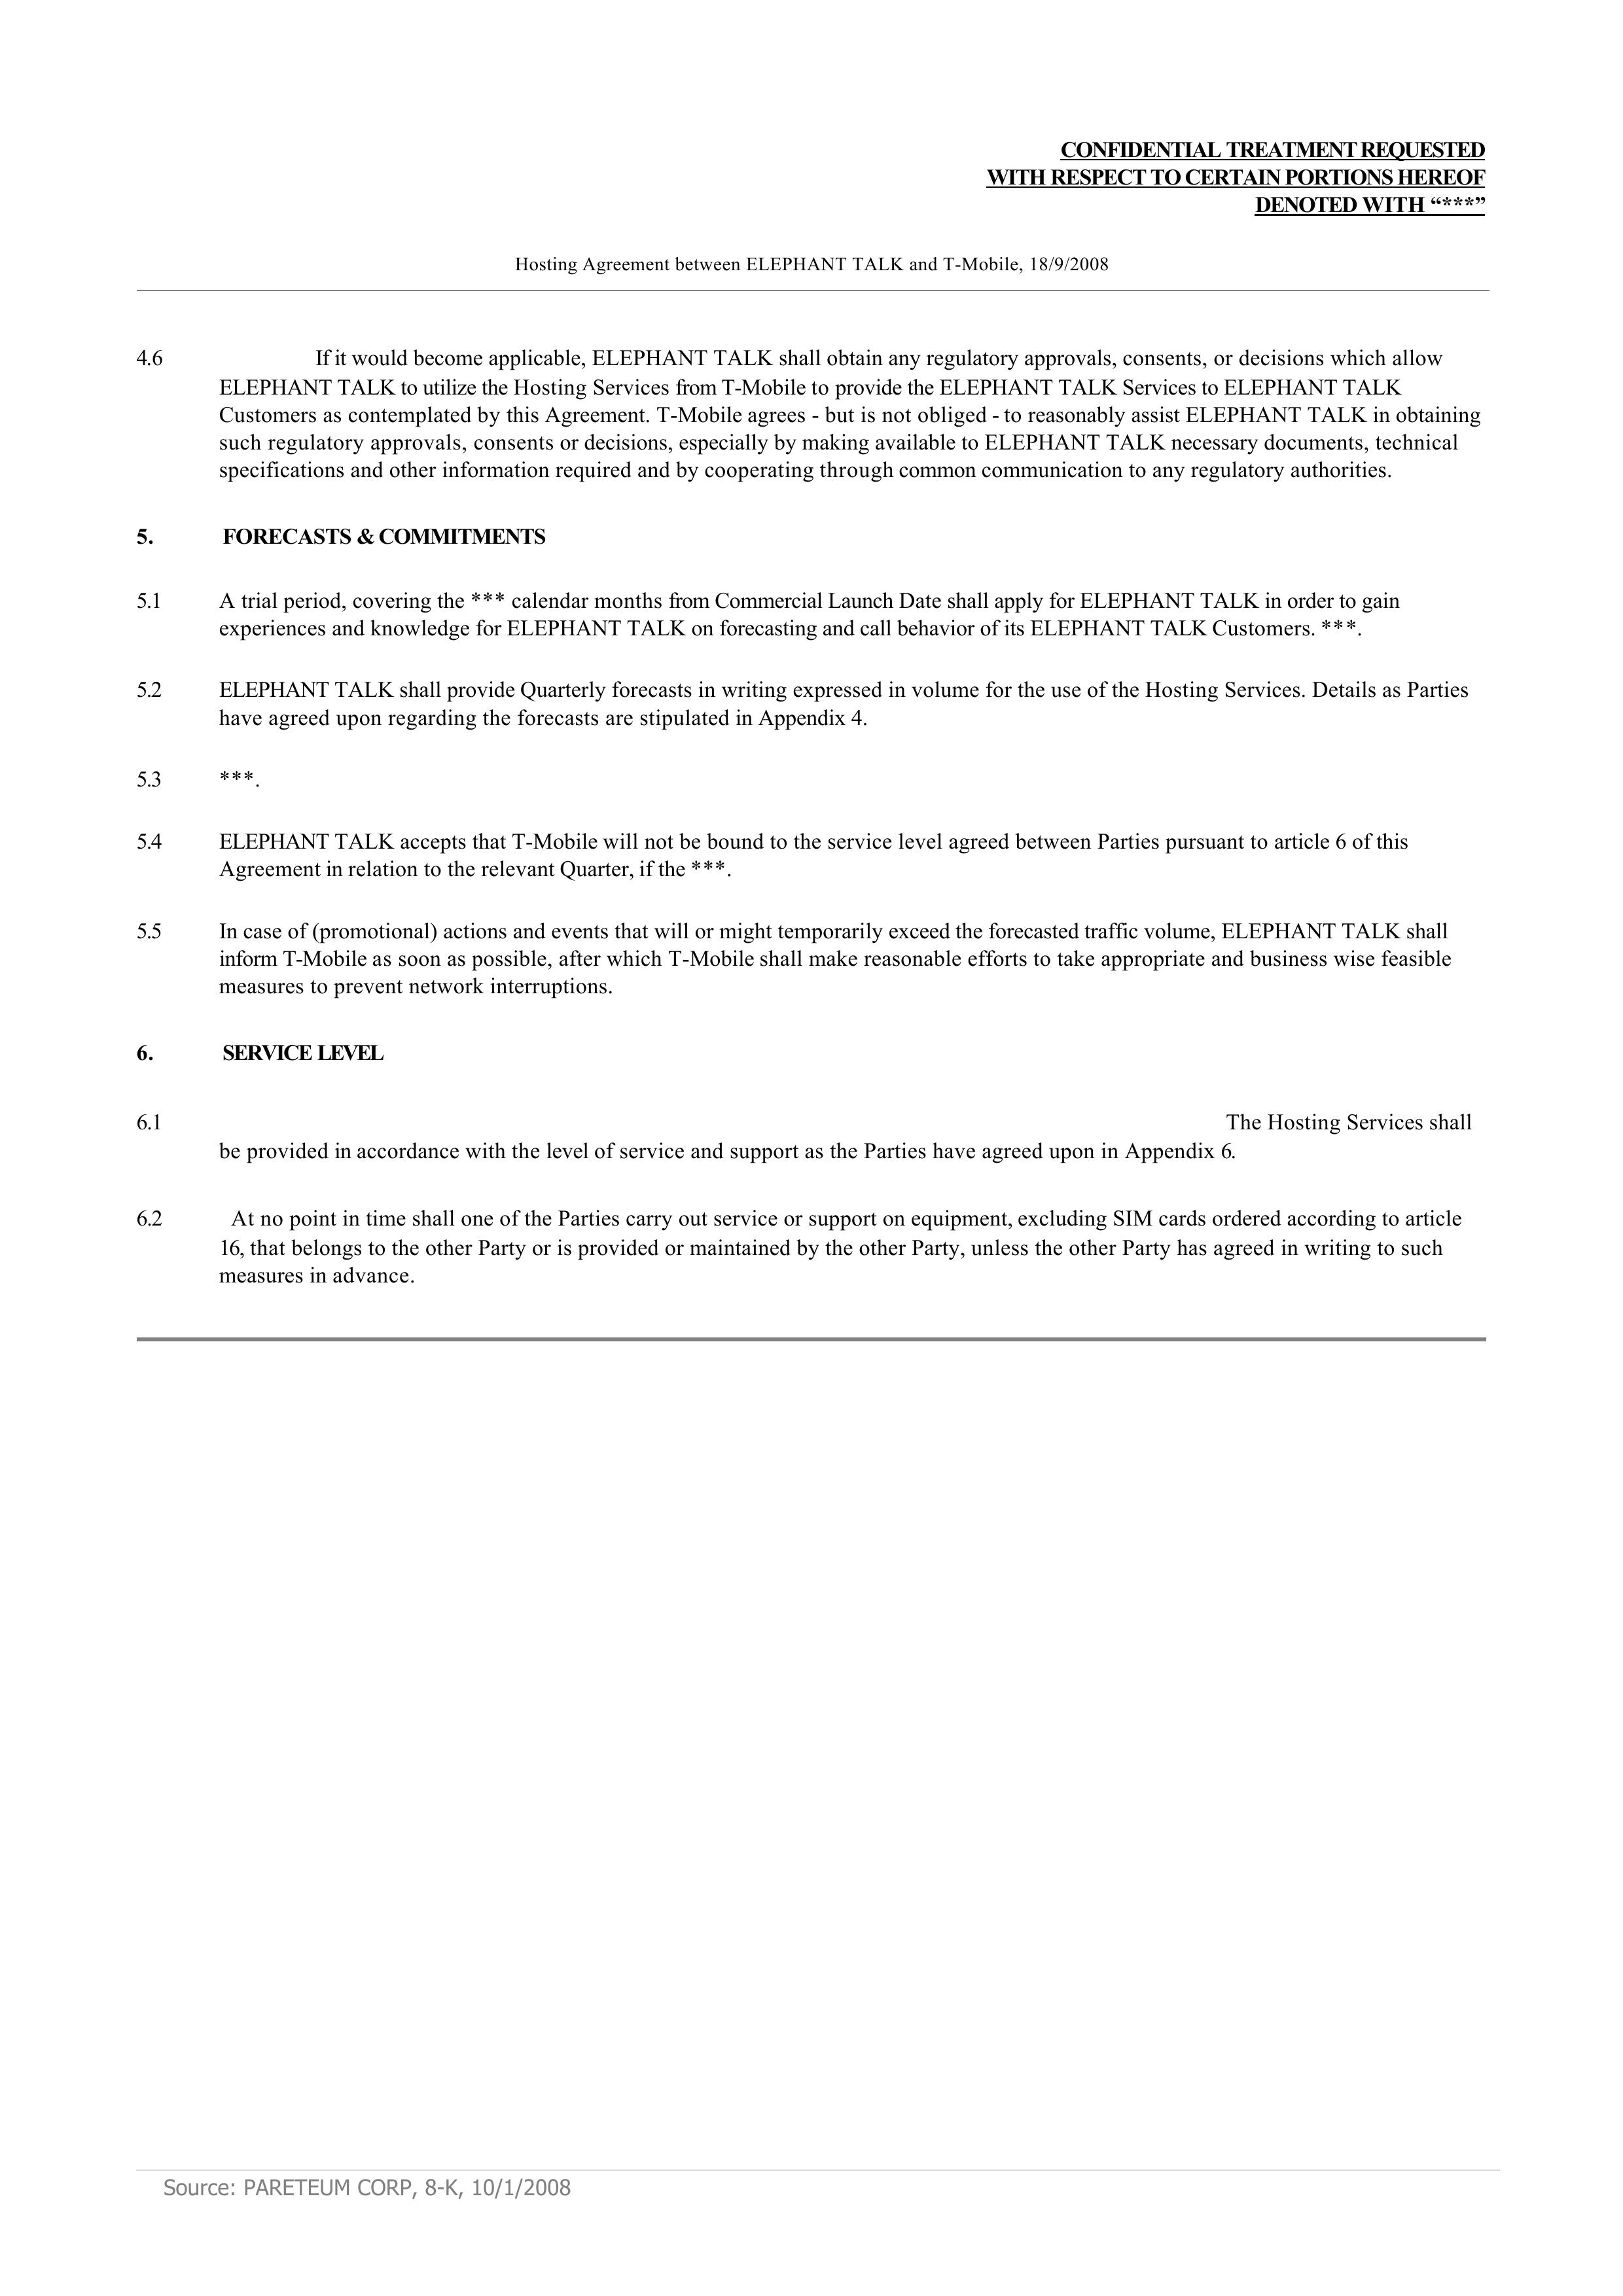 CONFIDENTIAL TREATMENT REQUESTED
WITH RESPECT TO CERTAIN PORTIONS HEREOF
DENOTED WITH “***”
Hosting Agreement between ELEPHANT TALK and T-Mobile, 18/9/2008
4.6 If it would become applicable, ELEPHANT TALK shall obtain any regulatory approvals, consents, or decisions which allow
ELEPHANT TALK to utilize the Hosting Services from T-Mobile to provide the ELEPHANT TALK Services to ELEPHANT TALK
Customers as contemplated by this Agreement. T-Mobile agrees - but is not obliged - to reasonably assist ELEPHANT TALK in obtaining
such regulatory approvals, consents or decisions, especially by making available to ELEPHANT TALK necessary documents, technical
specifications and other information required and by cooperating through common communication to any regulatory authorities.
5. FORECASTS & COMMITMENTS
5.1 A trial period, covering the *** calendar months from Commercial Launch Date shall apply for ELEPHANT TALK in order to gain
experiences and knowledge for ELEPHANT TALK on forecasting and call behavior of its ELEPHANT TALK Customers. ***.
5.2 ELEPHANT TALK shall provide Quarterly forecasts in writing expressed in volume for the use of the Hosting Services. Details as Parties
have agreed upon regarding the forecasts are stipulated in Appendix 4.
5.3 ***.
5.4 ELEPHANT TALK accepts that T-Mobile will not be bound to the service level agreed between Parties pursuant to article 6 of this
Agreement in relation to the relevant Quarter, if the ***.
5.5 In case of (promotional) actions and events that will or might temporarily exceed the forecasted traffic volume, ELEPHANT TALK shall
inform T-Mobile as soon as possible, after which T-Mobile shall make reasonable efforts to take appropriate and business wise feasible
measures to prevent network interruptions.
6. SERVICE LEVEL
6.1 The Hosting Services shall
be provided in accordance with the level of service and support as the Parties have agreed upon in Appendix 6.
6.2 At no point in time shall one of the Parties carry out service or support on equipment, excluding SIM cards ordered according to article
16, that belongs to the other Party or is provided or maintained by the other Party, unless the other Party has agreed in writing to such
measures in advance.
Source: PARETEUM CORP, 8-K, 10/1/2008